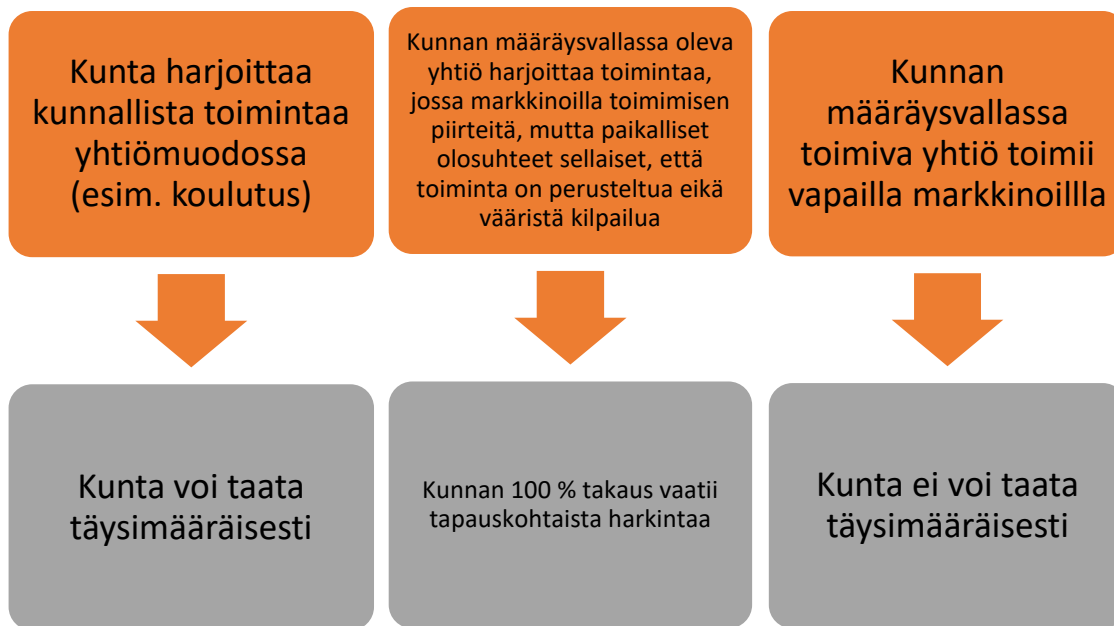 Kunta harjoittaa
kunnallista toimintaa
yhtiömuodossa
(esim. koulutus)
Kunnan määräysvallassa oleva
yhtiö harjoittaa toimintaa,
jossa markkinoilla toimimisen
piirteitä, mutta paikalliset
olosuhteet sellaiset, että
toiminta on perusteltua eikä
vääristä kilpailua
Kunnan
määräysvallassa
toimiva yhtiö toimii
vapailla markkinoillla
Kunta voi taata
täysimääräisesti
Kunnan 100 % takaus vaatii
tapauskohtaista harkintaa
Kunta ei voi taata
täysimääräisesti